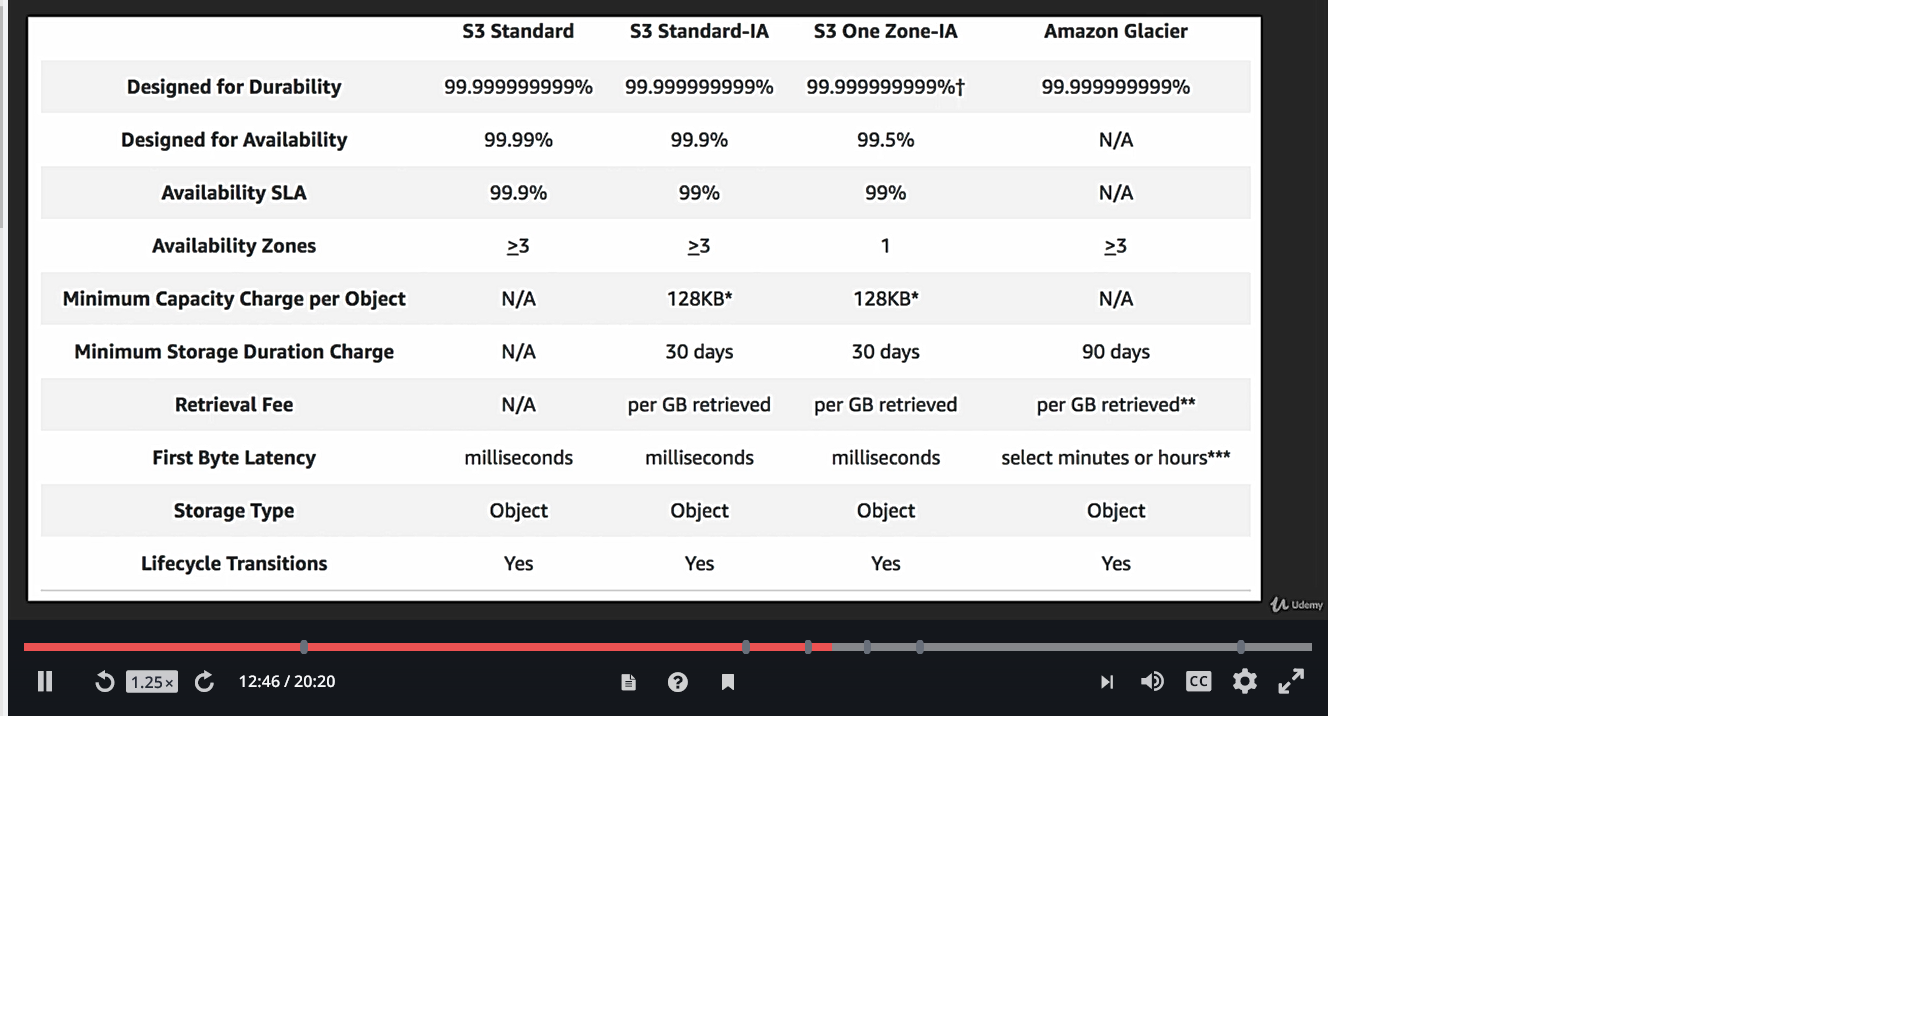 S3 Standard S3 Standard-IA S3 One Zone-IA Amazon Glacier
Designed for Durability 99.999999999% 99.999999999% 99.999999999%† 99.999999999%
Designed for Availability 99.99% 99.9% 99.5% N/A
Availability SLA 99.9% 99% 99% N/A
Availability Zones ≥3 ≥3 1 ≥3
Minimum Capacity Charge per Object N/A 128KB* 128KB* N/A
Minimum Storage Duration Charge N/A 30 days 30 days 90 days
Retrieval Fee N/A per GB retrieved per GB retrieved per GB retrieved**
First Byte Latency milliseconds milliseconds milliseconds select minutes or hours***
Storage Type Object Object Object Object
Lifecycle Transitions Yes Yes Yes Yes
Udemy
1.25× 12:46 / 20:20 ? CC